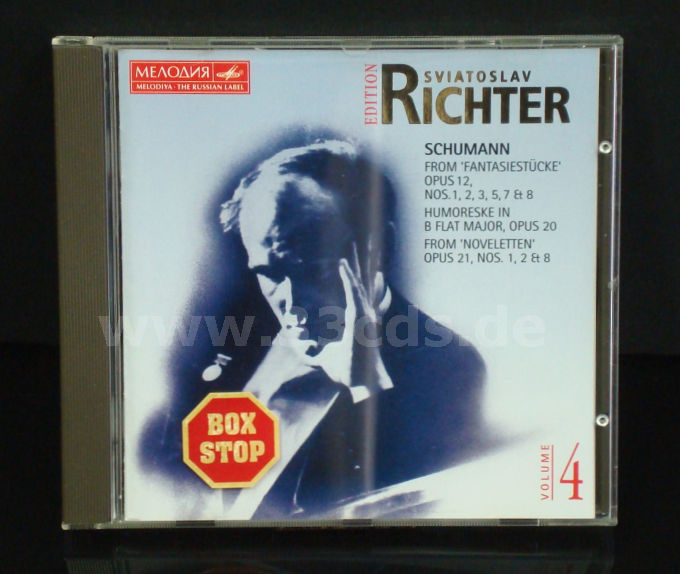 МЕЛОДИЯ
MELODIYA · THE RUSSIAN LABEL
EDITION
SVIATOSLAV
RICHTER
SCHUMANN
FROM 'FANTASIESTÜCKE'
OPUS 12,
NOS. 1, 2, 3, 5, 7 & 8
HUMORESKE IN
B FLAT MAJOR, OPUS 20
FROM 'NOVELETTEN'
OPUS 21, NOS. 1, 2 & 8
www.33cds.de
BOX
STOP
VOLUME
4